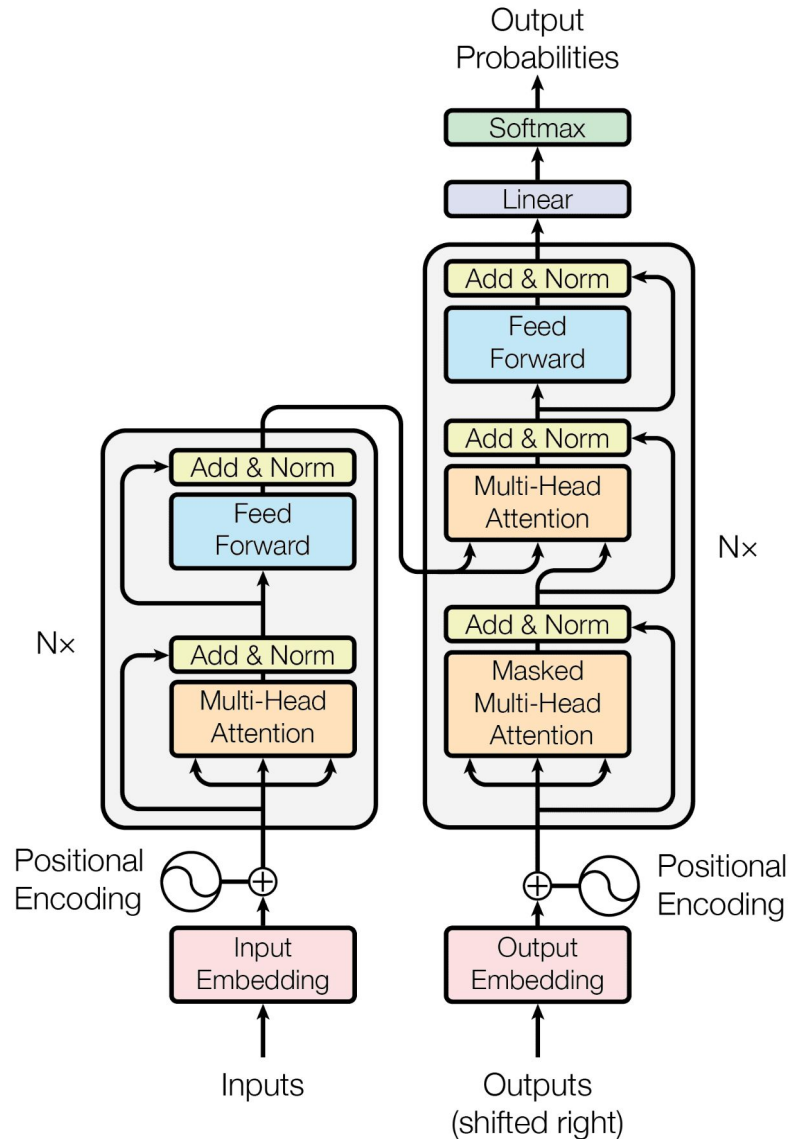 Output
Probabilities
Softmax
Linear
Add & Norm
Feed
Forward
Add & Norm
Multi-Head
Attention
Add & Norm
Masked
Multi-Head
Attention
N×
Add & Norm
Feed
Forward
Add & Norm
Multi-Head
Attention
N×
Positional
Encoding
Positional
Encoding
Input
Embedding
Output
Embedding
Inputs
Outputs
(shifted right)